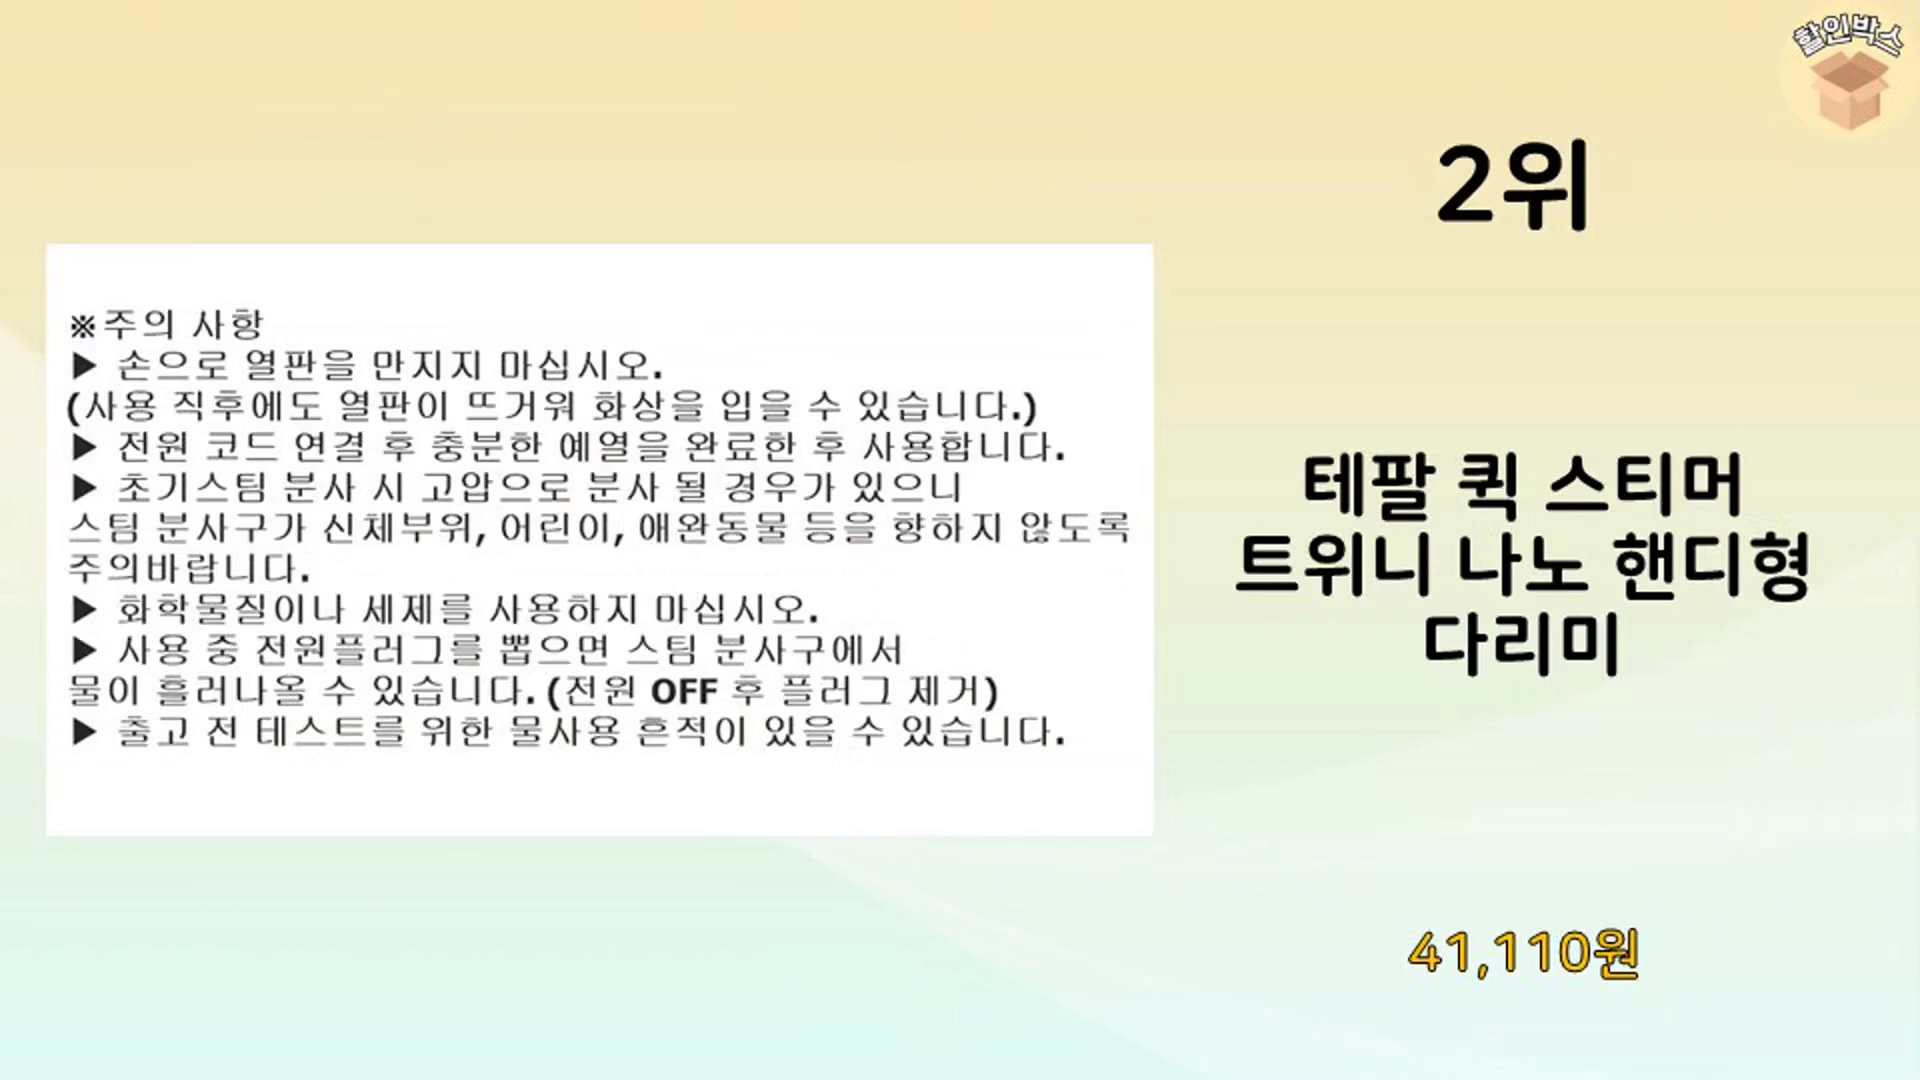 할인박스
2위
※주의 사항
▶ 손으로 열판을 만지지 마십시오.
(사용 직후에도 열판이 뜨거워 화상을 입을 수 있습니다.)
▶ 전원 코드 연결 후 충분한 예열을 완료한 후 사용합니다.
▶ 초기스팀 분사 시 고압으로 분사 될 경우가 있으니
스팀 분사구가 신체부위, 어린이, 애완동물 등을 향하지 않도록
주의바랍니다.
▶ 화학물질이나 세제를 사용하지 마십시오.
▶ 사용 중 전원플러그를 뽑으면 스팀 분사구에서
물이 흘러나올 수 있습니다. (전원 OFF 후 플러그 제거)
▶ 출고 전 테스트를 위한 물사용 흔적이 있을 수 있습니다.
테팔 퀵 스티머
트위니 나노 핸디형
다리미
41,110원